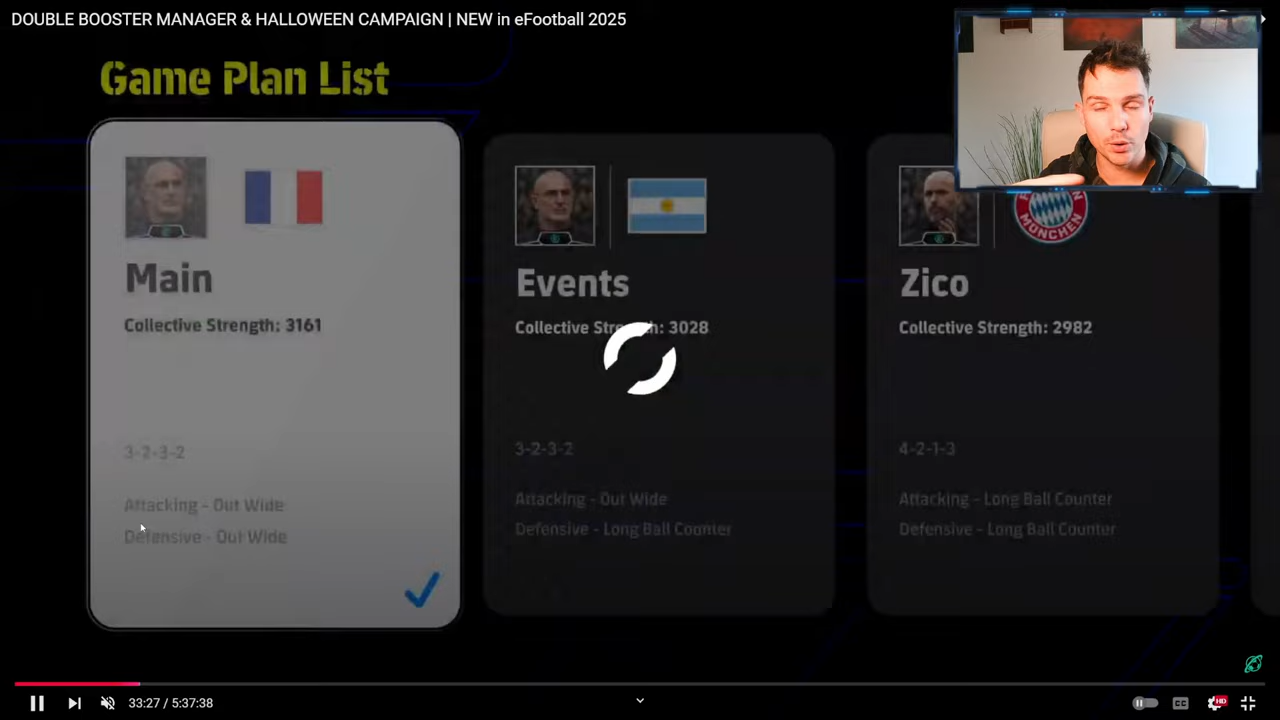 DOUBLE BOOSTER MANAGER & HALLOWEEN CAMPAIGN | NEW in eFootball 2025
Game Plan List
Main
Collective Strength: 3161
3-2-3-2
Attacking - Out Wide
Defensive - Out Wide
Events
Collective Strength: 3028
3-2-3-2
Attacking - Out Wide
Defensive - Long Ball Counter
MÜNCHEN
Zico
Collective Strength: 2982
4-2-1-3
Attacking - Long Ball Counter
Defensive - Long Ball Counter
33:27 / 5:37:38
CC
HD